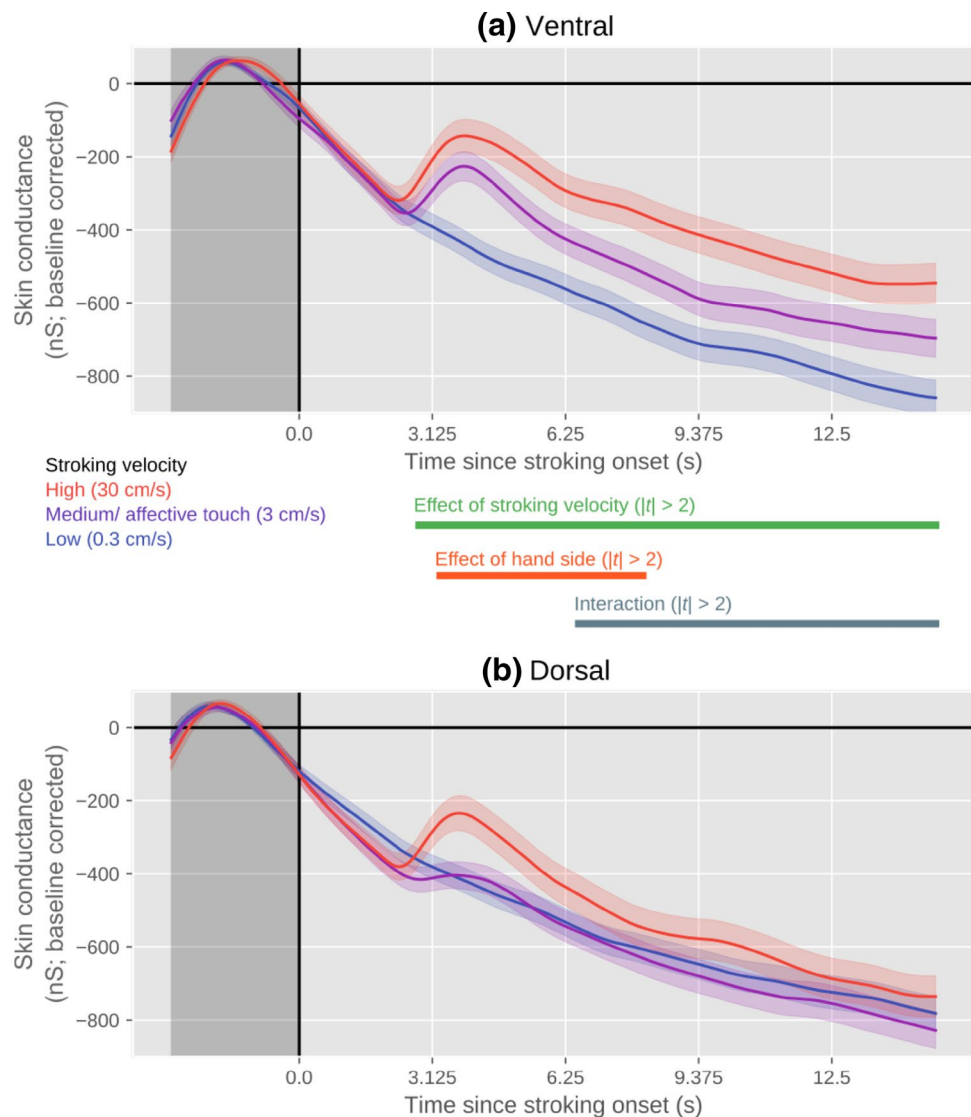 (a) Ventral
0
−200
−400
−600
−800
Skin conductance
(nS; baseline corrected)
0.0 3.125 6.25 9.375 12.5
Time since stroking onset (s)
Stroking velocity
High (30 cm/s)
Medium/ affective touch (3 cm/s)
Low (0.3 cm/s)
Effect of stroking velocity (|t| > 2)
Effect of hand side (|t| > 2)
Interaction (|t| > 2)
(b) Dorsal
0
−200
−400
−600
−800
Skin conductance
(nS; baseline corrected)
0.0 3.125 6.25 9.375 12.5
Time since stroking onset (s)